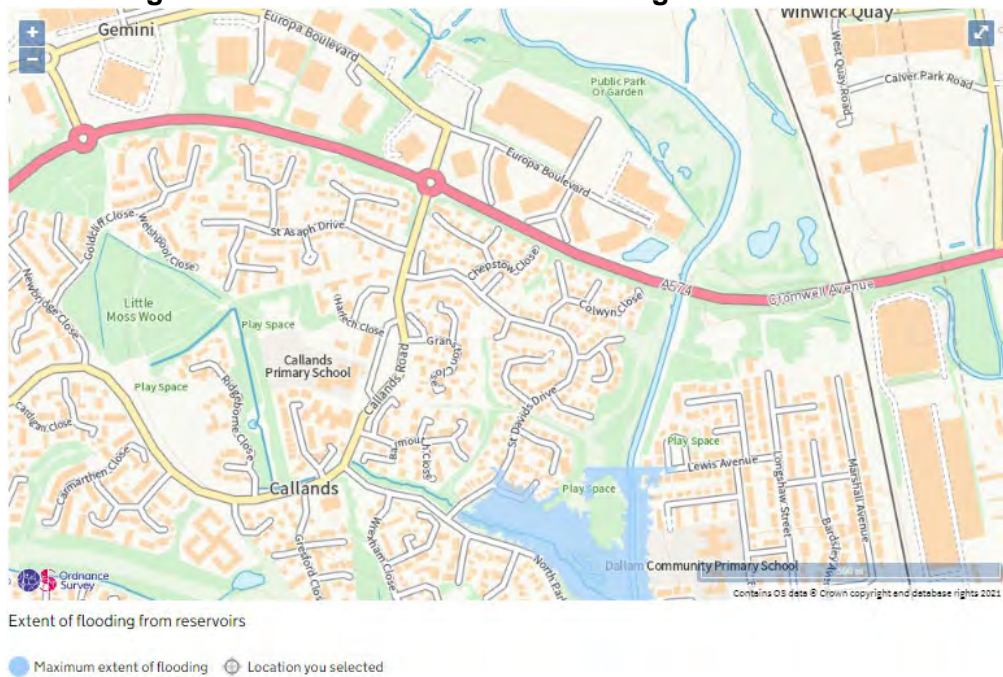 Gemini
Europa Boulevard
Winwick Quay
West Quay Road
Calver Park Road
Public Park
Or Garden
Europa Boulevard
Goldcliff Close
Welshpool Close
St Asaph Drive
Chepstow Close
Colwyn Close
A574
Cromwell Avenue
Newbridge Close
Little
Moss Wood
Play Space
Harlech Close
Callands
Primary School
Callands Road
Play Space
Ridgeborne Close
St Davids Drive
Cardigan Close
Carmarthen Close
Play Space
Lewis Avenue
Longshaw Street
Marshall Avenue
Callands
Play Space
Wrexham Close
Gresford Close
North Park
Dallam Community Primary School
Ordnance
Survey
Contains OS data © Crown copyright and database rights 2021
Extent of flooding from reservoirs
Maximum extent of flooding
Location you selected